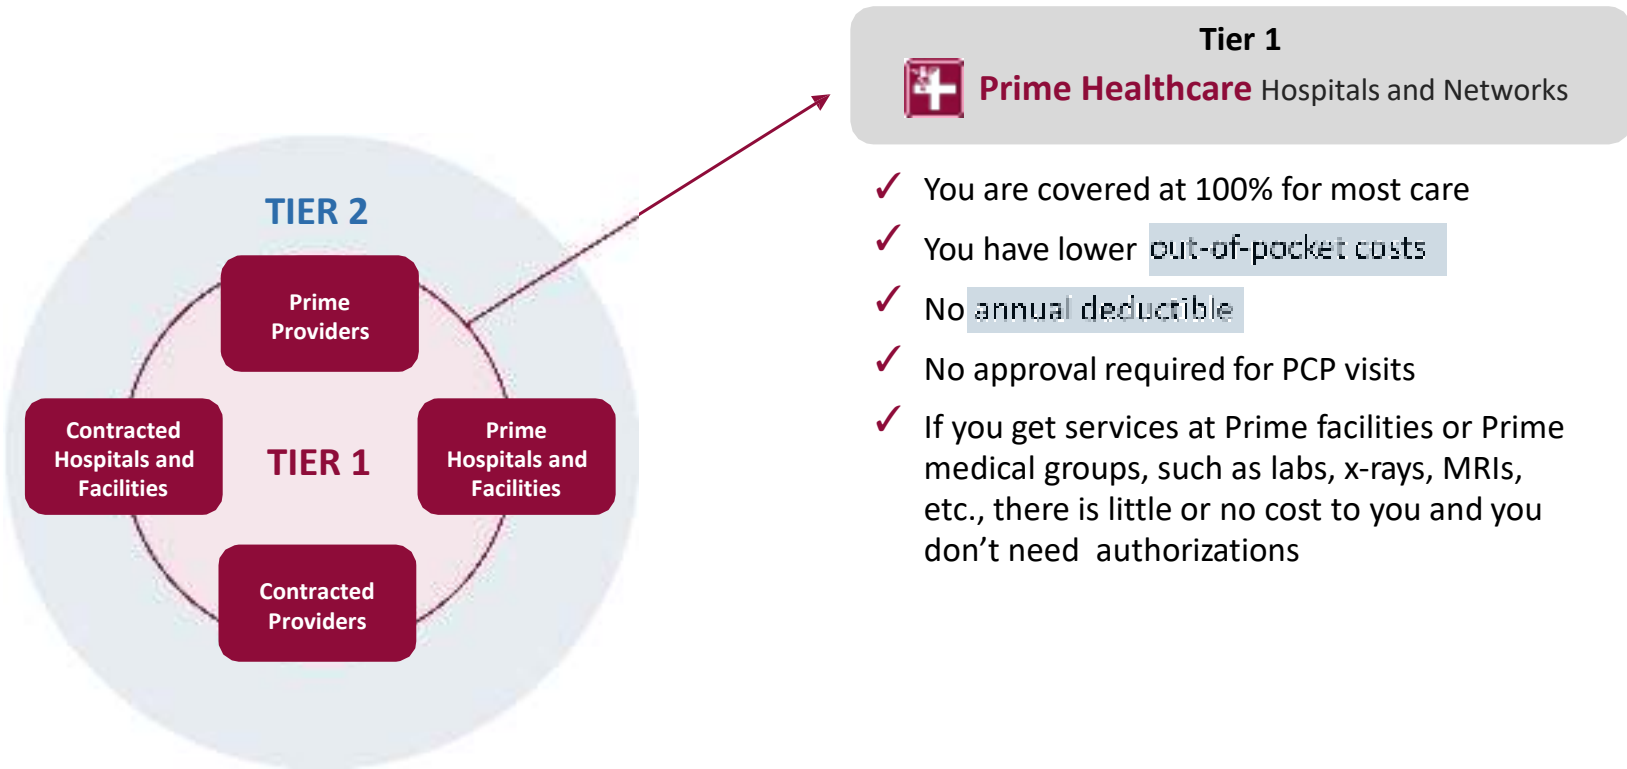 TIER 2
Prime
Providers
Contracted
Hospitals and
Facilities
TIER 1
Prime
Hospitals and
Facilities
Contracted
Providers
Tier 1
Prime Healthcare Hospitals and Networks
✓ You are covered at 100% for most care
✓ You have lower out-of-pocket costs
✓ No annual deductible
✓ No approval required for PCP visits
✓ If you get services at Prime facilities or Prime
medical groups, such as labs, x-rays, MRIs,
etc., there is little or no cost to you and you
don’t need authorizations